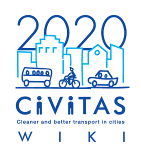 2020
CiViTAS
Cleaner and better transport in cities
WIKI